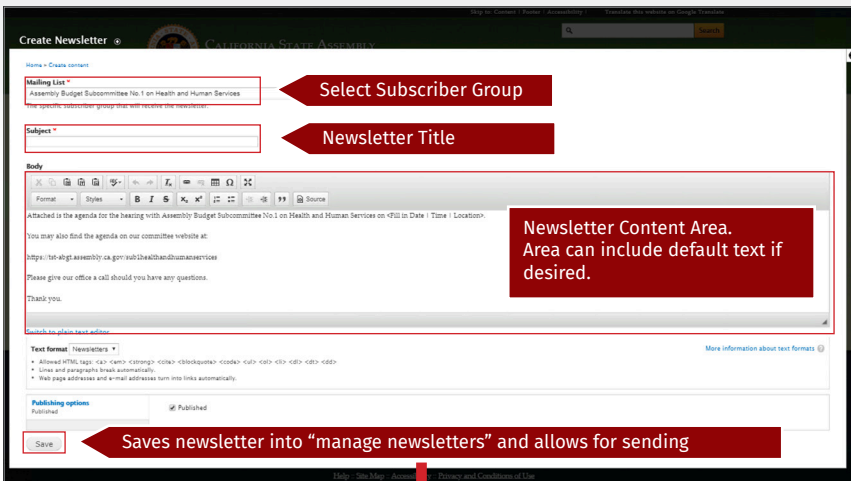 Skip to: Content | Footer | Accessibility | Translate this website on Google Translate
Create Newsletter
CALIFORNIA STATE ASSEMBLY
Search
Home » Create content
Mailing List *
Assembly Budget Subcommittee No.1 on Health and Human Services
Select Subscriber Group
The specific subscriber group that will receive the newsletter.
Subject *
Newsletter Title
Body
Format Styles B I S x₂ x² Source
Attached is the agenda for the hearing with Assembly Budget Subcommittee No.1 on Health and Human Services on <Fill in Date | Time | Location>.
You may also find the agenda on our committee website at:
https://tst-abgt.assembly.ca.gov/sub1healthandhumanservices
Please give our office a call should you have any questions.
Thank you.
Newsletter Content Area.
Area can include default text if
desired.
Switch to plain text editor
Text format Newsletters
More information about text formats
Allowed HTML tags: <a> <em> <strong> <cite> <blockquote> <code> <ul> <ol> <li> <dl> <dt> <dd>
Lines and paragraphs break automatically.
Web page addresses and e-mail addresses turn into links automatically.
Publishing options
Published
Published
Save
Saves newsletter into “manage newsletters” and allows for sending
Help Site Map Privacy and Conditions of Use